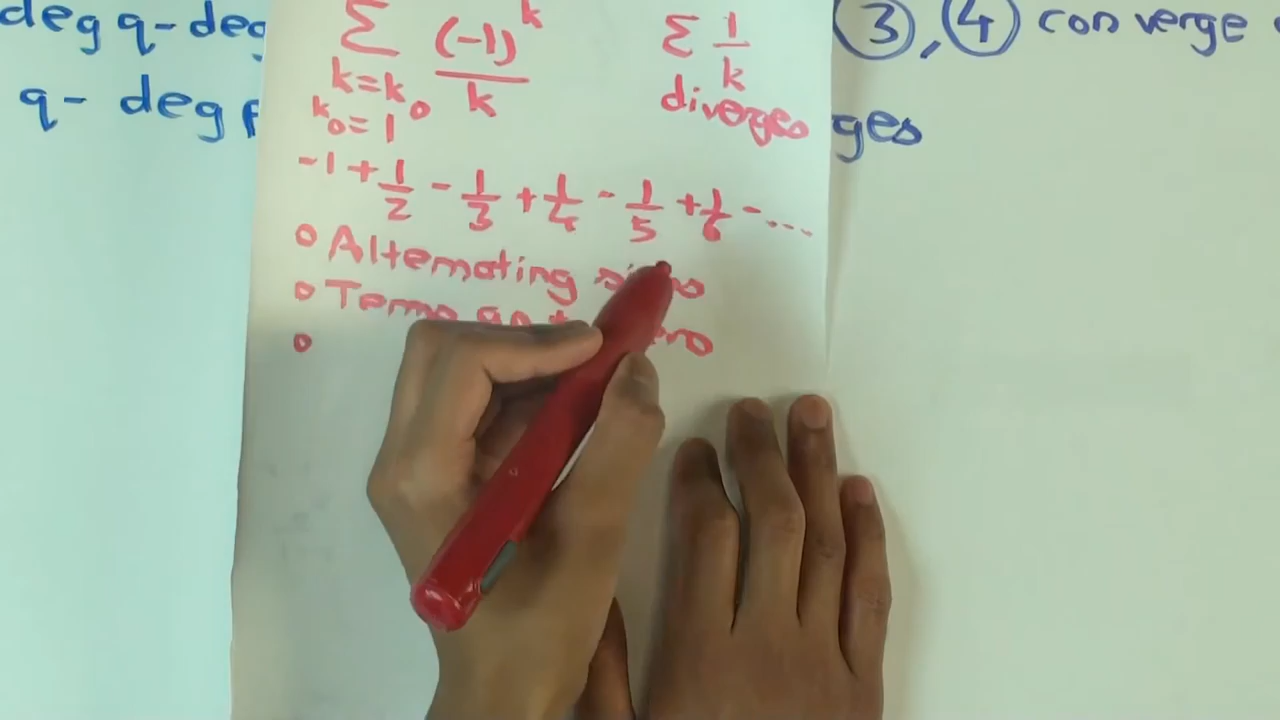 deg q - deg
q - deg p
③, ④ converge
ges
Σ (-1)^k / k
k=k₀
k₀=1
Σ 1/k
diverges
-1 + 1/2 - 1/3 + 1/4 - 1/5 + 1/6 - ...
o Alternating
o Terms
o